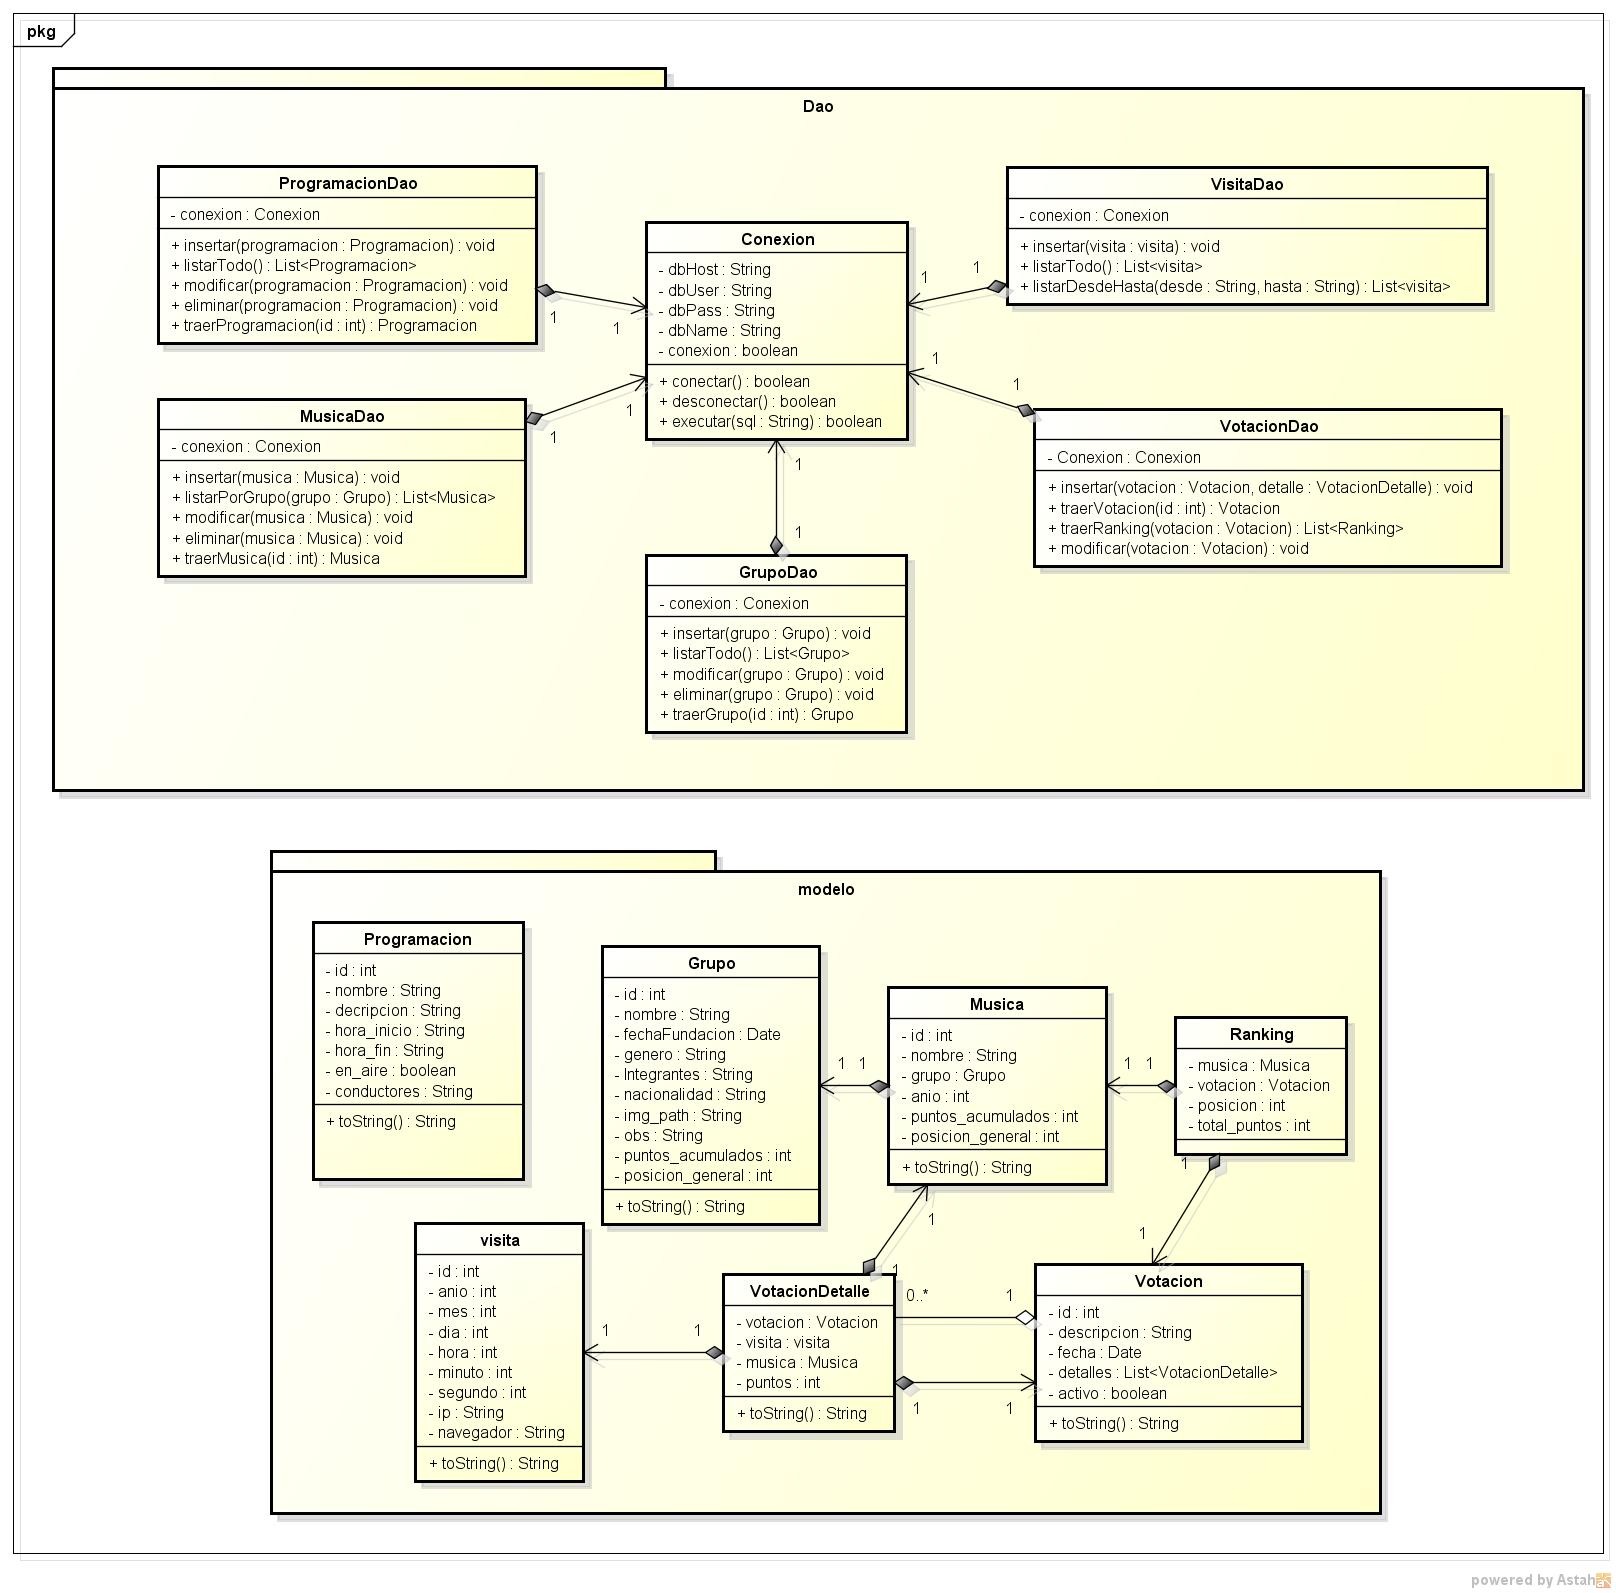 pkg
Dao
ProgramacionDao
- conexion : Conexion
+ insertar(programacion : Programacion) : void
+ listarTodo() : List<Programacion>
+ modificar(programacion : Programacion) : void
+ eliminar(programacion : Programacion) : void
+ traerProgramacion(id : int) : Programacion
Conexion
- dbHost : String
- dbUser : String
- dbPass : String
- dbName : String
- conexion : boolean
+ conectar() : boolean
+ desconectar() : boolean
+ executar(sql : String) : boolean
VisitaDao
- conexion : Conexion
+ insertar(visita : visita) : void
+ listarTodo() : List<visita>
+ listarDesdeHasta(desde : String, hasta : String) : List<visita>
1
1
1
1
MusicaDao
- conexion : Conexion
+ insertar(musica : Musica) : void
+ listarPorGrupo(grupo : Grupo) : List<Musica>
+ modificar(musica : Musica) : void
+ eliminar(musica : Musica) : void
+ traerMusica(id : int) : Musica
1
1
1
1
VotacionDao
- Conexion : Conexion
+ insertar(votacion : Votacion, detalle : VotacionDetalle) : void
+ traerVotacion(id : int) : Votacion
+ traerRanking(votacion : Votacion) : List<Ranking>
+ modificar(votacion : Votacion) : void
1
1
GrupoDao
- conexion : Conexion
+ insertar(grupo : Grupo) : void
+ listarTodo() : List<Grupo>
+ modificar(grupo : Grupo) : void
+ eliminar(grupo : Grupo) : void
+ traerGrupo(id : int) : Grupo
modelo
Programacion
- id : int
- nombre : String
- decripcion : String
- hora_inicio : String
- hora_fin : String
- en_aire : boolean
- conductores : String
+ toString() : String
Grupo
- id : int
- nombre : String
- fechaFundacion : Date
- genero : String
- Integrantes : String
- nacionalidad : String
- img_path : String
- obs : String
- puntos_acumulados : int
- posicion_general : int
+ toString() : String
1 1
Musica
- id : int
- nombre : String
- grupo : Grupo
- anio : int
- puntos_acumulados : int
- posicion_general : int
+ toString() : String
1 1
Ranking
- musica : Musica
- votacion : Votacion
- posicion : int
- total_puntos : int
1
1
1
1
visita
- id : int
- anio : int
- mes : int
- dia : int
- hora : int
- minuto : int
- segundo : int
- ip : String
- navegador : String
+ toString() : String
1 1
VotacionDetalle
- votacion : Votacion
- visita : visita
- musica : Musica
- puntos : int
+ toString() : String
0..* 1
1 1
Votacion
- id : int
- descripcion : String
- fecha : Date
- detalles : List<VotacionDetalle>
- activo : boolean
+ toString() : String
powered by Astah